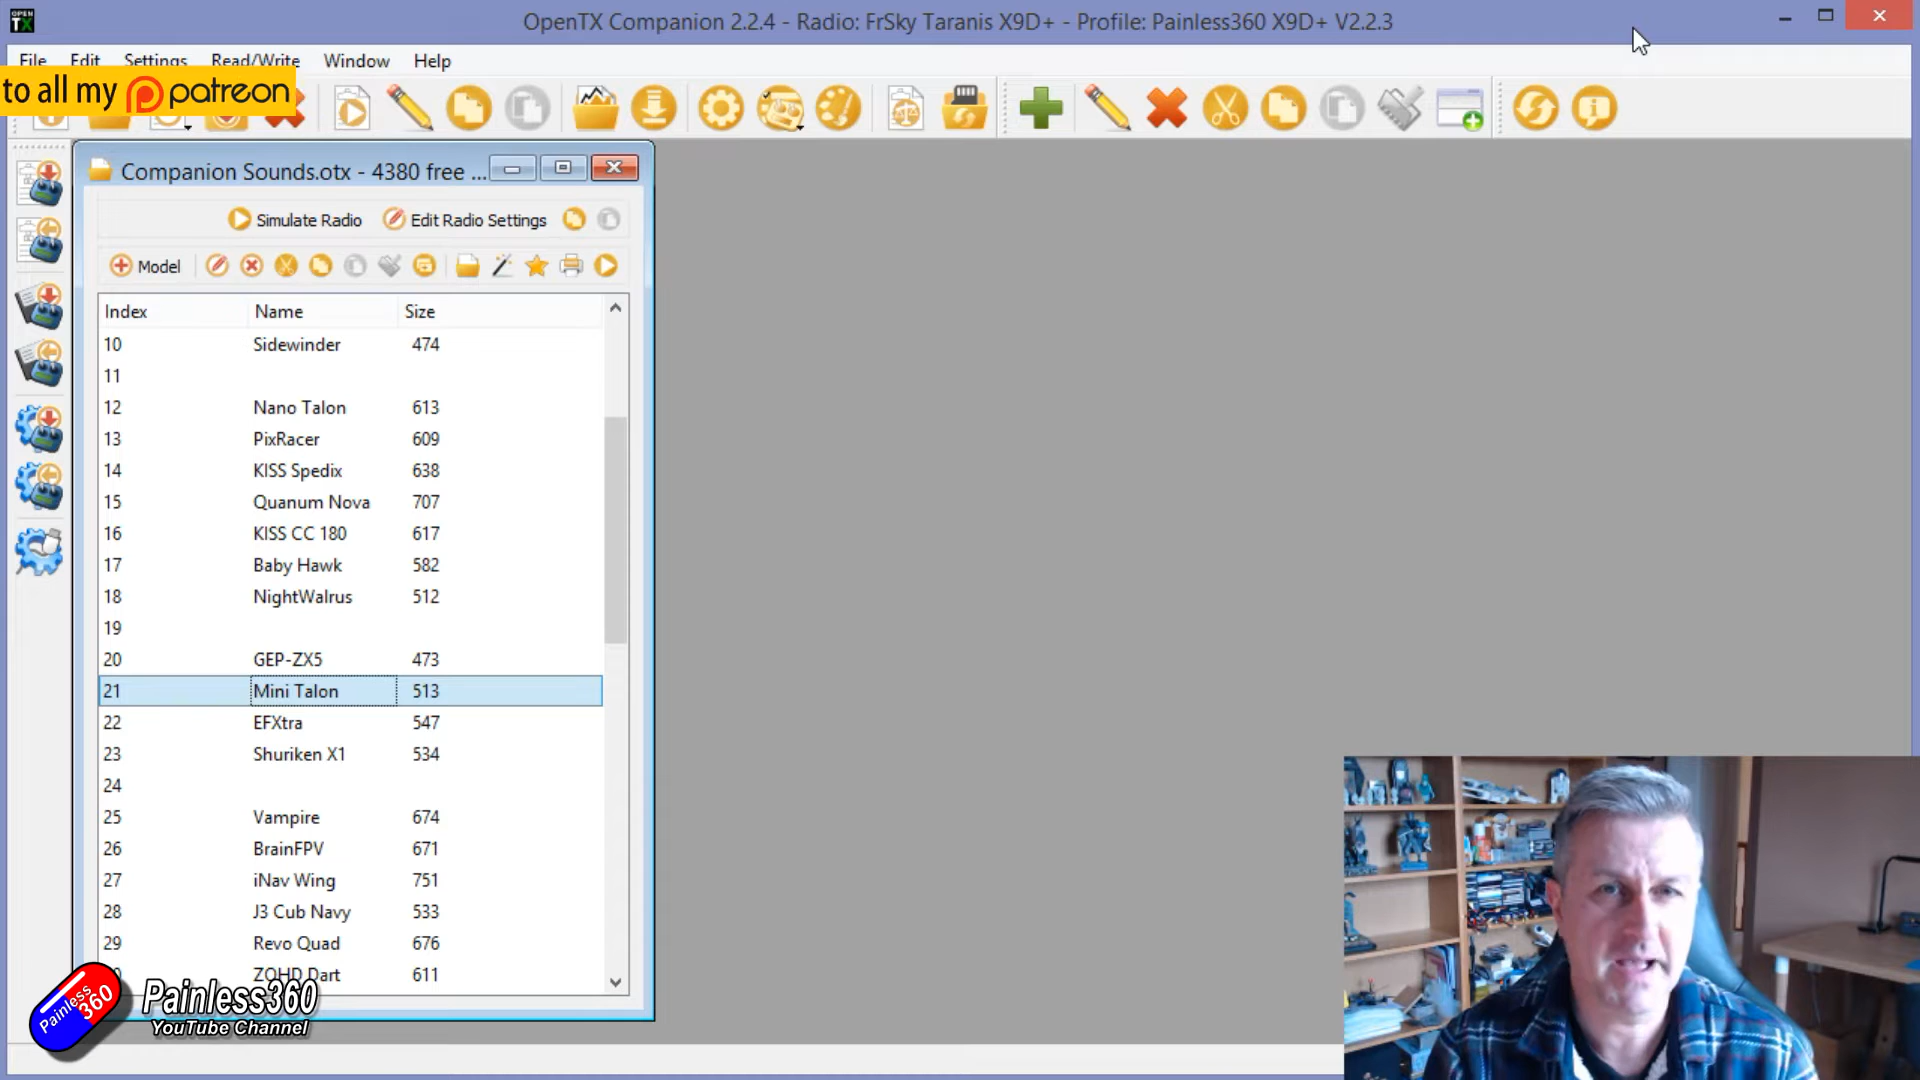 OPEN
TX
OpenTX Companion 2.2.4 - Radio: FrSky Taranis X9D+ - Profile: Painless360 X9D+ V2.2.3
File Edit Settings Read/Write Window Help
to all my patreon
Companion Sounds.otx - 4380 free ...
Simulate Radio Edit Radio Settings
Model
Index Name Size
10 Sidewinder 474
11
12 Nano Talon 613
13 PixRacer 609
14 KISS Spedix 638
15 Quanum Nova 707
16 KISS CC 180 617
17 Baby Hawk 582
18 NightWalrus 512
19
20 GEP-ZX5 473
21 Mini Talon 513
22 EFXtra 547
23 Shuriken X1 534
24
25 Vampire 674
26 BrainFPV 671
27 iNav Wing 751
28 J3 Cub Navy 533
29 Revo Quad 676
ZOHD Dart 611
Painless360
Painless360
YouTube Channel